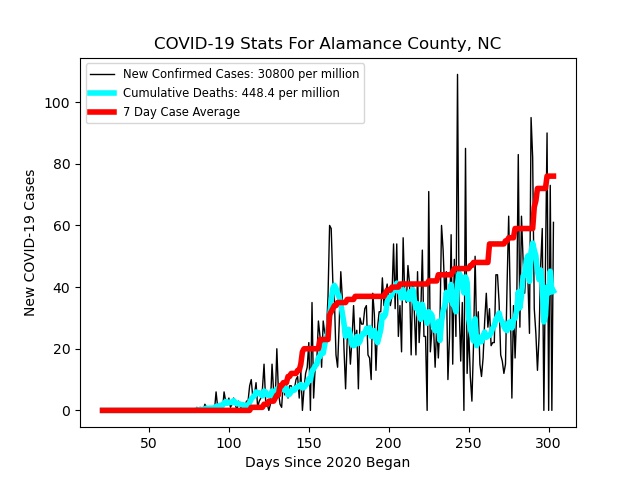 COVID-19 Stats For Alamance County, NC
New Confirmed Cases: 30800 per million
Cumulative Deaths: 448.4 per million
7 Day Case Average
New COVID-19 Cases
100
80
60
40
20
0
50 100 150 200 250 300
Days Since 2020 Began